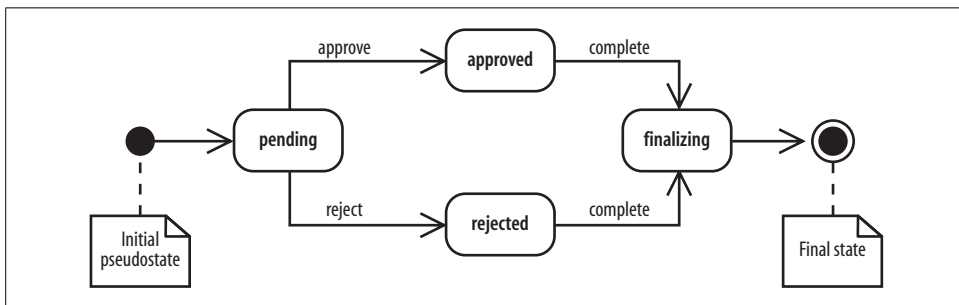 approve
approved
complete
pending
finalizing
reject
rejected
complete
Initial
pseudostate
Final state